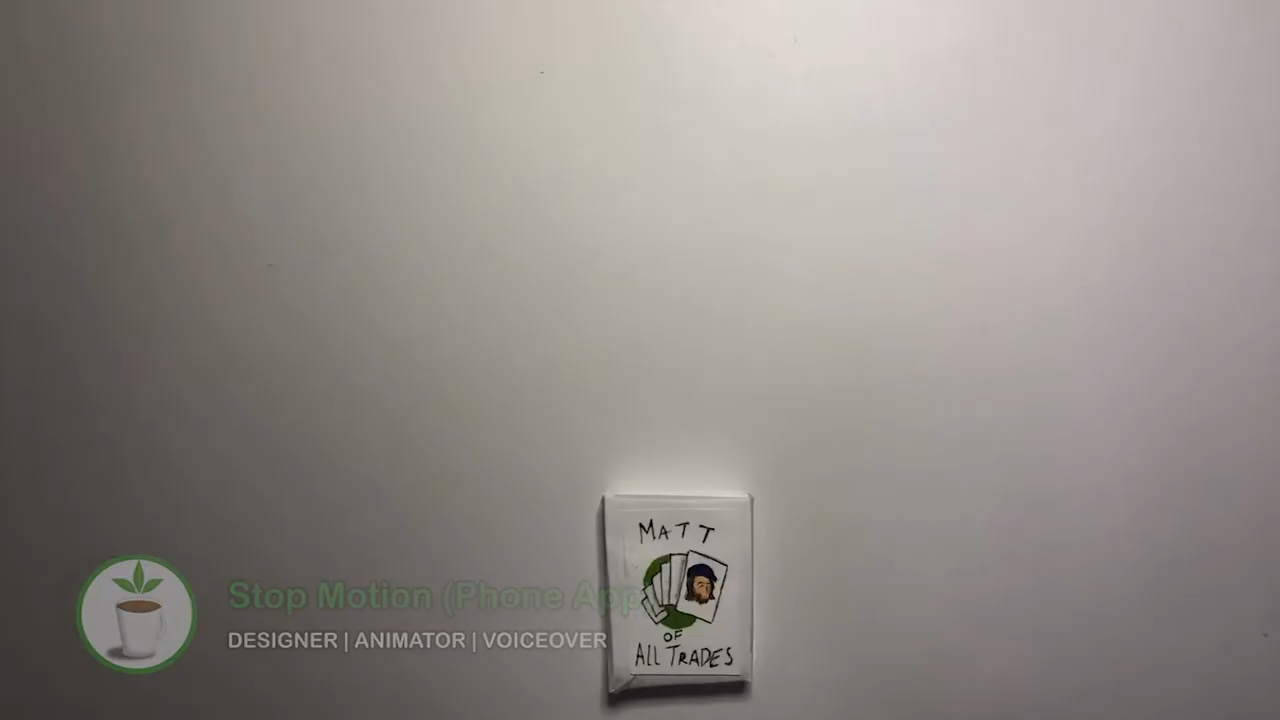 MATT
OF
ALL TRADES
Stop Motion (Phone App
DESIGNER | ANIMATOR | VOICEOVER